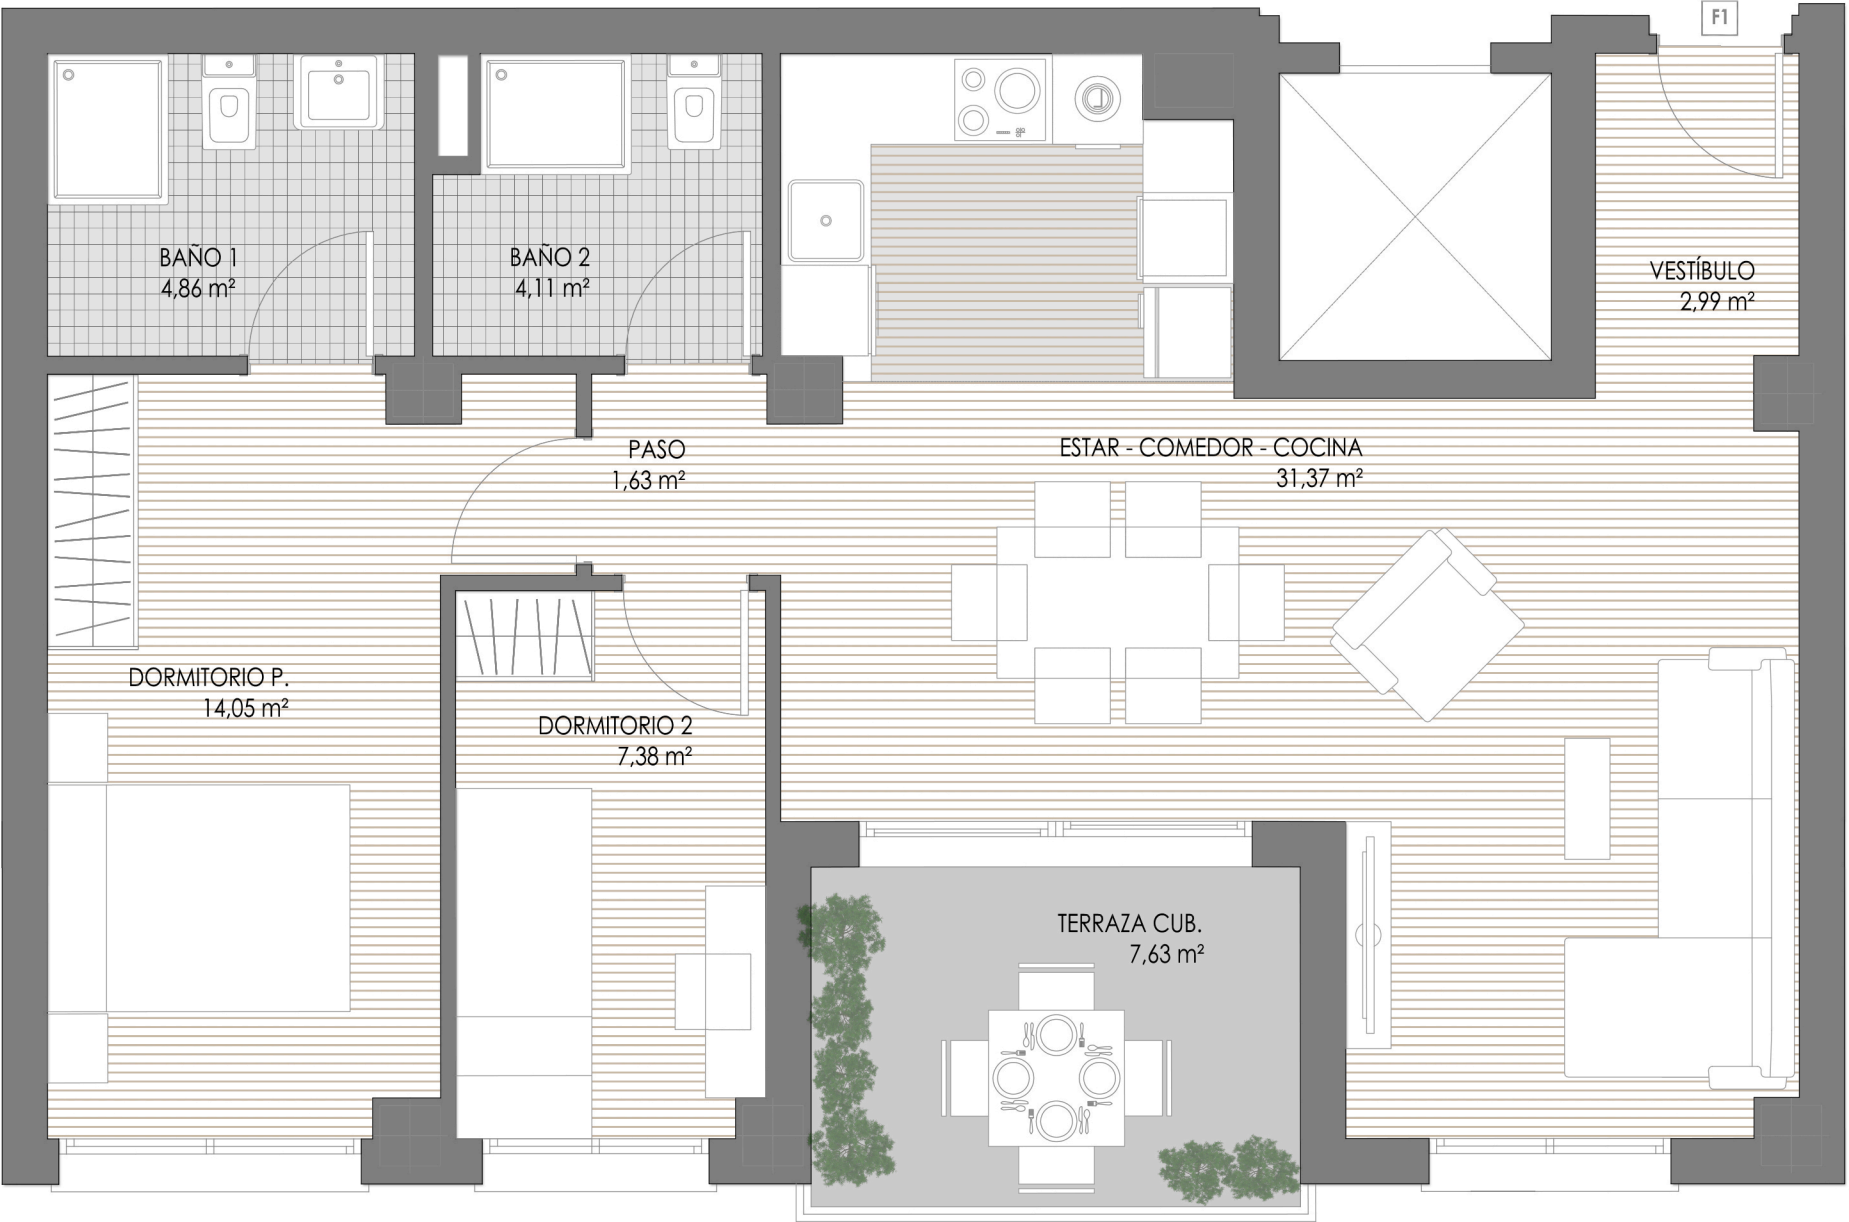 F1
BAÑO 1
4,86 m²
BAÑO 2
4,11 m²
VESTÍBULO
2,99 m²
PASO
1,63 m²
ESTAR - COMEDOR - COCINA
31,37 m²
DORMITORIO P.
14,05 m²
DORMITORIO 2
7,38 m²
TERRAZA CUB.
7,63 m²